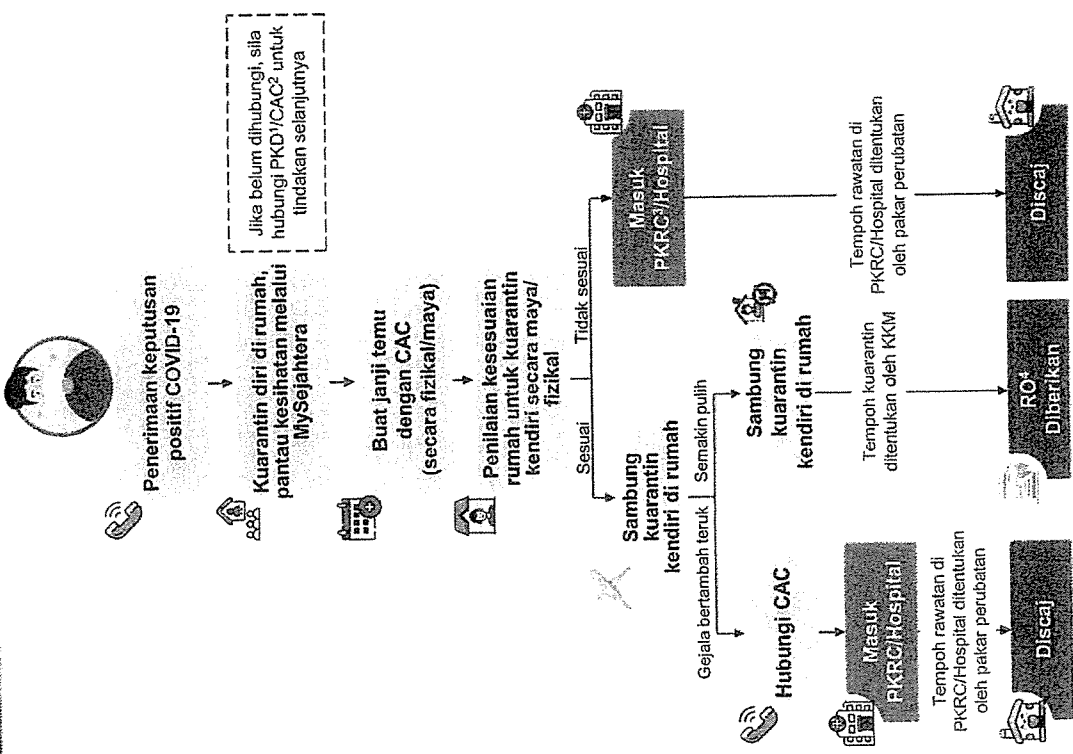 Penerimaan keputusan
positif COVID-19
Kuarantin diri di rumah,
pantau kesihatan melalui
MySejahtera
Jika belum dihubungi, sila
hubungi PKD¹/CAC² untuk
tindakan selanjutnya
Buat janji temu
dengan CAC
(secara fizikal/maya)
Penilaian kesesuaian
rumah untuk kuarantin
kendiri secara maya/
fizikal
Sesuai
Tidak sesuai
Sambung
kuarantin
kendiri di rumah
Masuk
PKRC³/Hospital
Gejala bertambah teruk
Semakin pulih
Hubungi CAC
Sambung
kuarantin
kendiri di rumah
Masuk
PKRC/Hospital
Tempoh rawatan di
PKRC/Hospital ditentukan
oleh pakar perubatan
Tempoh kuarantin
ditentukan oleh KKM
Tempoh rawatan di
PKRC/Hospital ditentukan
oleh pakar perubatan
Discaj
RO⁴
Diberikan
Discaj